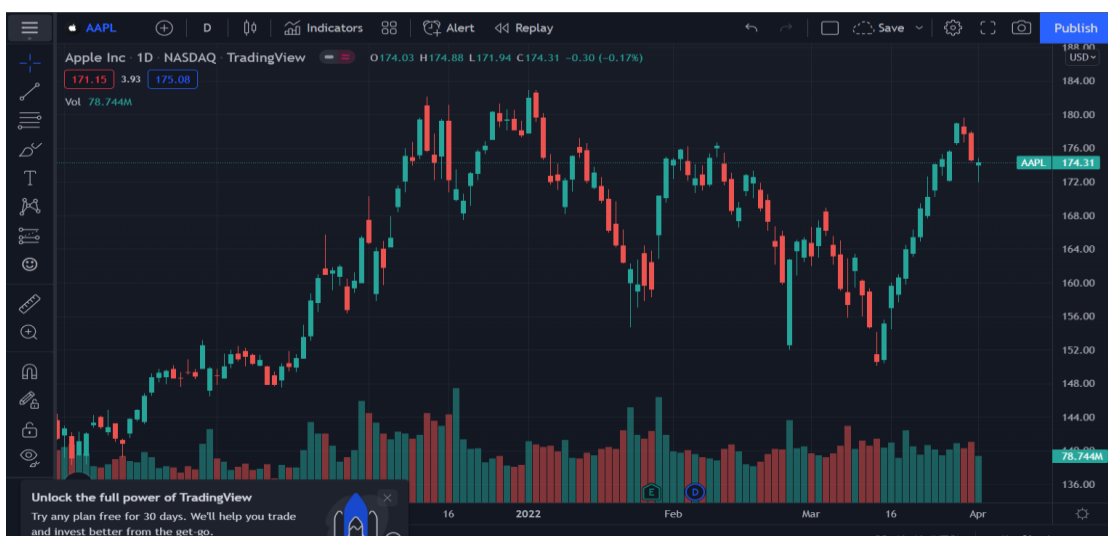 AAPL D Indicators Alert Replay Save Publish
Apple Inc · 1D · NASDAQ · TradingView O174.03 H174.88 L171.94 C174.31 −0.30 (−0.17%)
171.15 3.93 175.08
Vol 78.744M
188.00
USD
184.00
180.00
176.00
AAPL 174.31
172.00
168.00
164.00
160.00
156.00
152.00
148.00
144.00
140.00
78.744M
136.00
E D
T
16 2022 Feb Mar 16 Apr
Unlock the full power of TradingView
Try any plan free for 30 days. We'll help you trade
and invest better from the get-go.